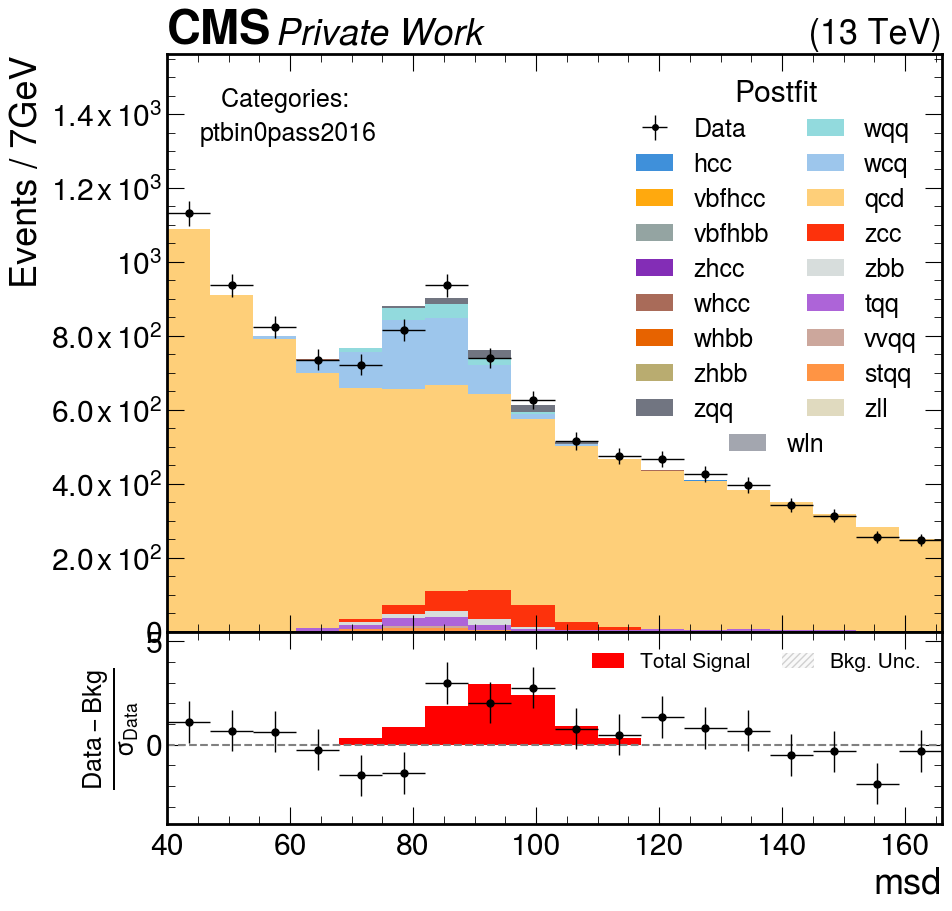 CMS Private Work (13 TeV)
Events / 7GeV
1.4 x 10³
1.2 x 10³
10³
8.0 x 10²
6.0 x 10²
4.0 x 10²
2.0 x 10²
0
Categories:
ptbin0pass2016
Postfit
Data wqq
hcc wcq
vbfhcc qcd
vbfhbb zcc
zhcc zbb
whcc tqq
whbb vvqq
zhbb stqq
zqq zll
wln
Data – Bkg
σData
5
0
Total Signal Bkg. Unc.
40 60 80 100 120 140 160
msd